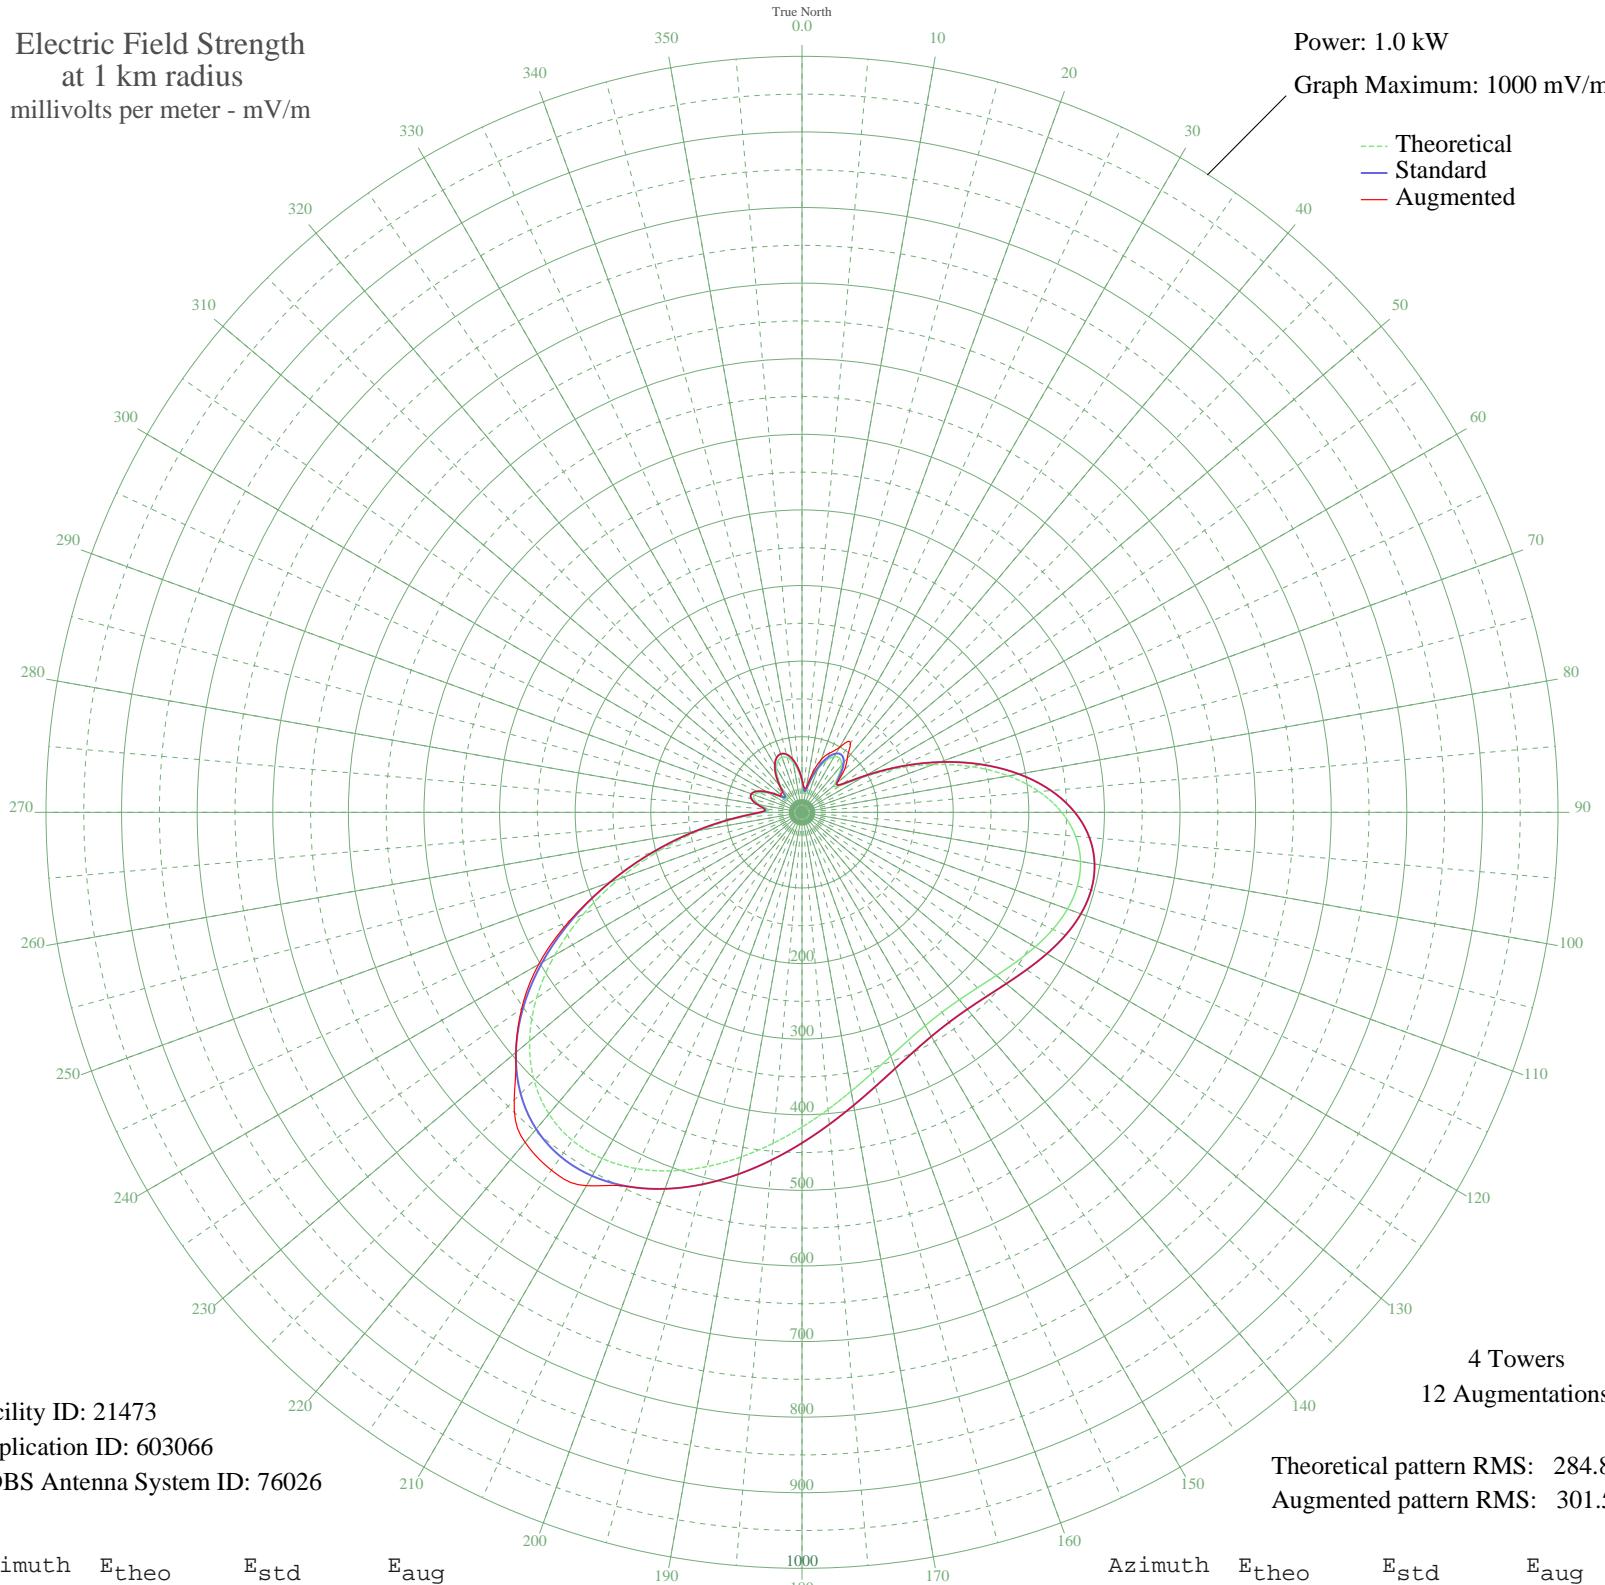 True North
0.0
Electric Field Strength
at 1 km radius
millivolts per meter - mV/m
Power: 1.0 kW
Graph Maximum: 1000 mV/m
Theoretical
Standard
Augmented
10
20
30
40
50
60
70
80
90
100
110
120
130
140
150
160
170
190
200
210
220
230
240
250
260
270
280
290
300
310
320
330
340
350
200
300
400
500
600
700
800
900
1000
4 Towers
12 Augmentations
cility ID: 21473
plication ID: 603066
DBS Antenna System ID: 76026
Theoretical pattern RMS: 284.8
Augmented pattern RMS: 301.5
imuth Etheo Estd Eaug
Azimuth Etheo Estd Eaug